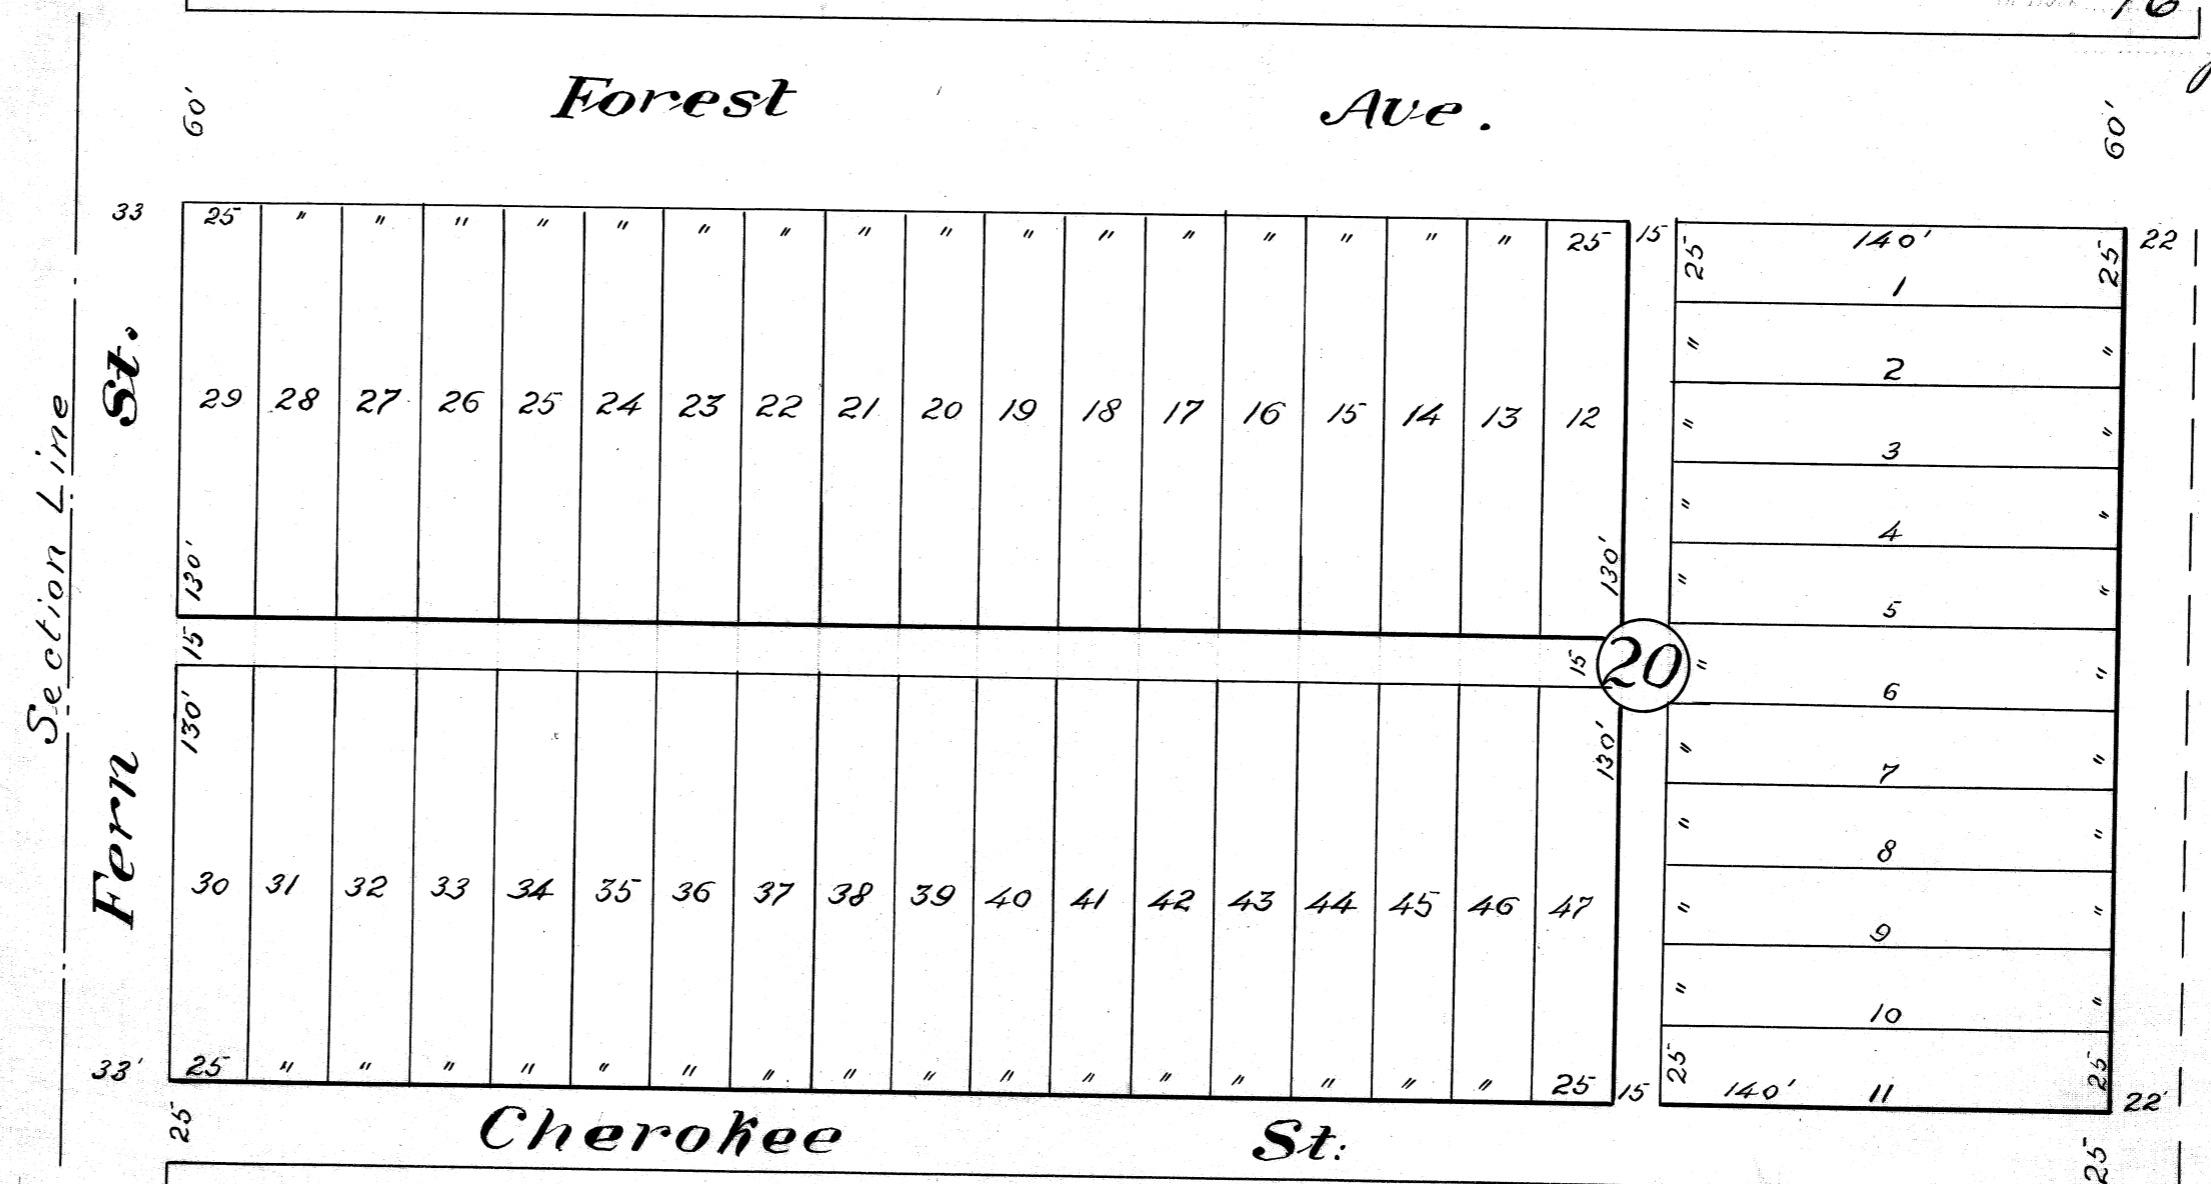 16
60' Forest Ave. 60'
33 25 " " " " " " " " " " " " " " " " 25 15 140' 22
25 25
1
" 2 "
" 3 "
29 28 27 26 25 24 23 22 21 20 19 18 17 16 15 14 13 12
" 4 "
130' 130' " 5 "
15 15 20 " 6 "
130' 130' " 7 "
" 8 "
30 31 32 33 34 35 36 37 38 39 40 41 42 43 44 45 46 47
" 9 "
" 10 "
25 25
33' 25 " " " " " " " " " " " " " " " " 25 15 140' 11 22'
25 Cherokee St. 25
Fern St.
Section Line